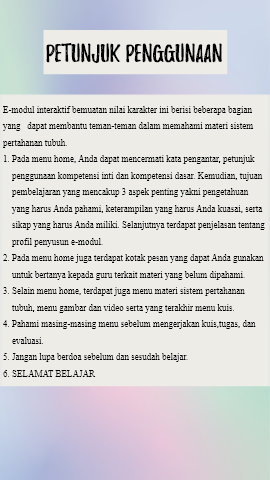 PETUNJUK PENGGUNAAN
E-modul interaktif bemuatan nilai karakter ini berisi beberapa bagian
yang dapat membantu teman-teman dalam memahami materi sistem
pertahanan tubuh.
1. Pada menu home, Anda dapat mencermati kata pengantar, petunjuk
penggunaan kompetensi inti dan kompetensi dasar. Kemudian, tujuan
pembelajaran yang mencakup 3 aspek penting yakni pengetahuan
yang harus Anda pahami, keterampilan yang harus Anda kuasai, serta
sikap yang harus Anda miliki. Selanjutnya terdapat penjelasan tentang
profil penyusun e-modul.
2. Pada menu home juga terdapat kotak pesan yang dapat Anda gunakan
untuk bertanya kepada guru terkait materi yang belum dipahami.
3. Selain menu home, terdapat juga menu materi sistem pertahanan
tubuh, menu gambar dan video serta yang terakhir menu kuis.
4. Pahami masing-masing menu sebelum mengerjakan kuis,tugas, dan
evaluasi.
5. Jangan lupa berdoa sebelum dan sesudah belajar.
6. SELAMAT BELAJAR